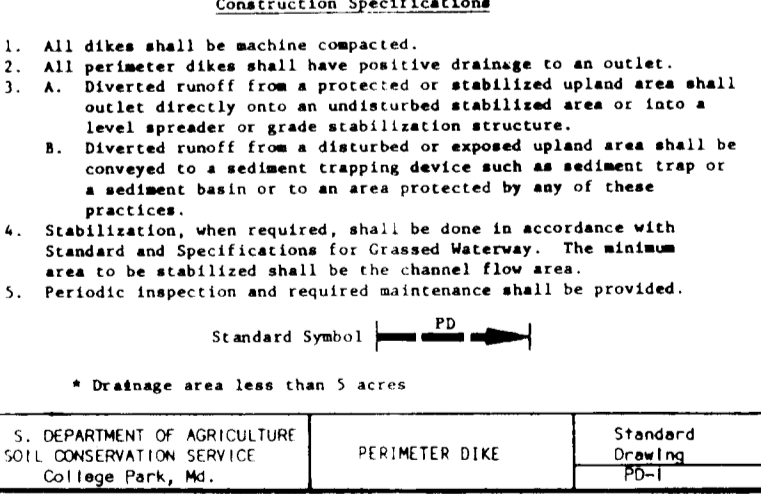 Construction Specifications
1. All dikes shall be machine compacted.
2. All perimeter dikes shall have positive drainage to an outlet.
3. A. Diverted runoff from a protected or stabilized upland area shall
outlet directly onto an undisturbed stabilized area or into a
level spreader or grade stabilization structure.
B. Diverted runoff from a disturbed or exposed upland area shall be
conveyed to a sediment trapping device such as sediment trap or
a sediment basin or to an area protected by any of these
practices.
4. Stabilization, when required, shall be done in accordance with
Standard and Specifications for Grassed Waterway. The minimum
area to be stabilized shall be the channel flow area.
5. Periodic inspection and required maintenance shall be provided.
Standard Symbol PD
* Drainage area less than 5 acres
S. DEPARTMENT OF AGRICULTURE
SOIL CONSERVATION SERVICE
College Park, Md.
PERIMETER DIKE
Standard
Drawing
PD-1